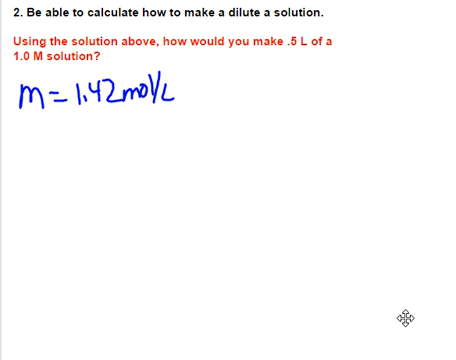 2. Be able to calculate how to make a dilute a solution.
Using the solution above, how would you make .5 L of a
1.0 M solution?
m = 1.42 mol/L